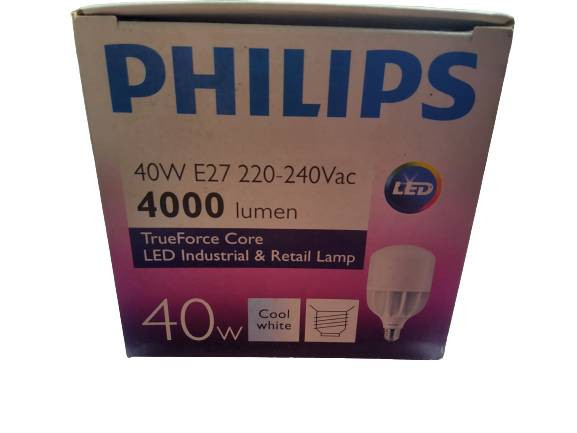 PHILIPS
40W E27 220-240Vac
4000 lumen
LED
TrueForce Core
LED Industrial & Retail Lamp
40w
Cool
white